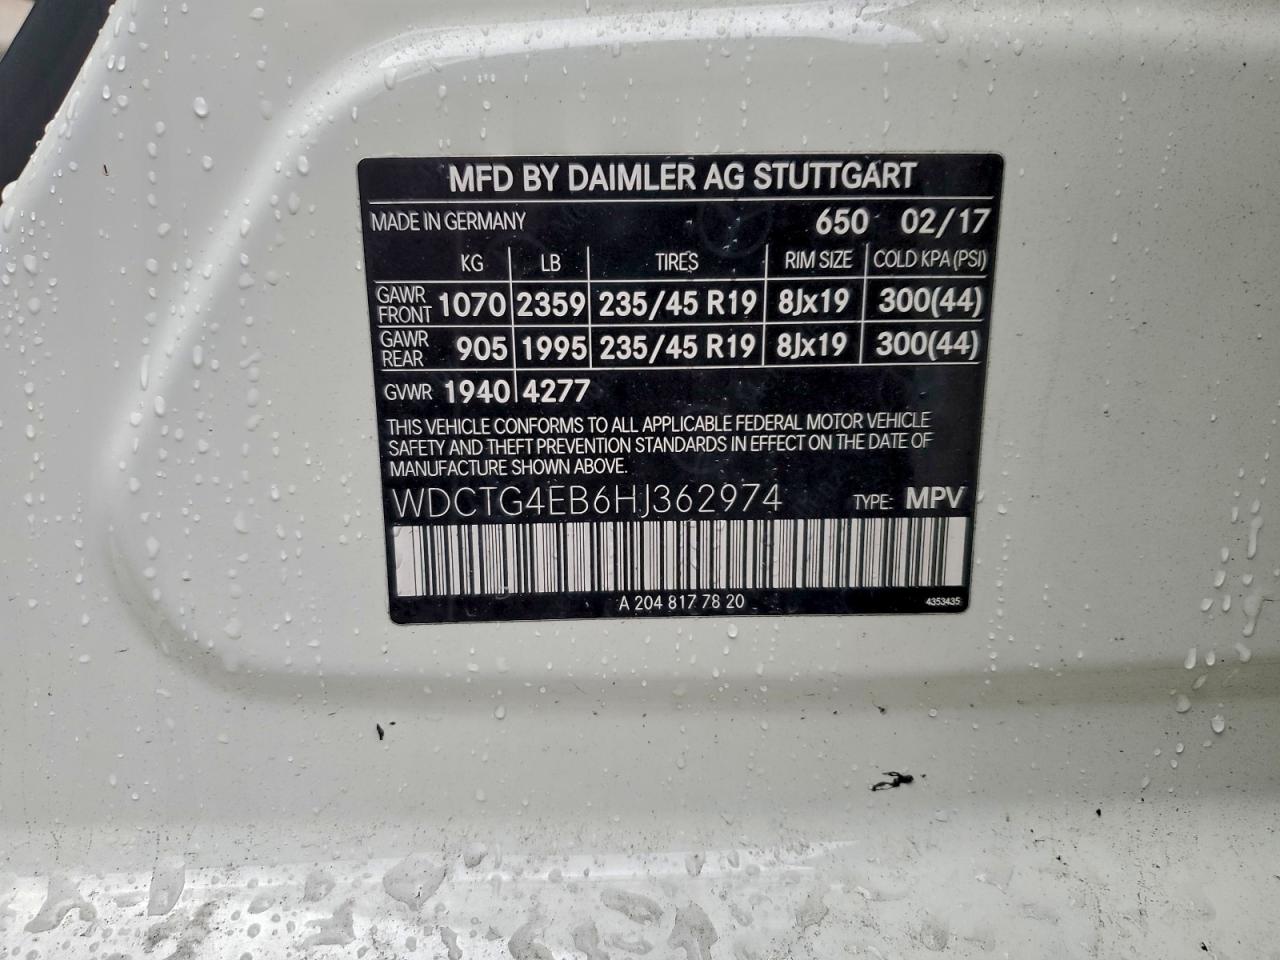 MFD BY DAIMLER AG STUTTGART
MADE IN GERMANY 650 02/17
KG LB TIRES RIM SIZE COLD KPA (PSI)
GAWR FRONT 1070 2359 235/45 R19 8Jx19 300(44)
GAWR REAR 905 1995 235/45 R19 8Jx19 300(44)
GVWR 1940 4277
THIS VEHICLE CONFORMS TO ALL APPLICABLE FEDERAL MOTOR VEHICLE
SAFETY AND THEFT PREVENTION STANDARDS IN EFFECT ON THE DATE OF
MANUFACTURE SHOWN ABOVE.
WDCTG4EB6HJ362974 TYPE: MPV
A 204 817 78 20 4353435